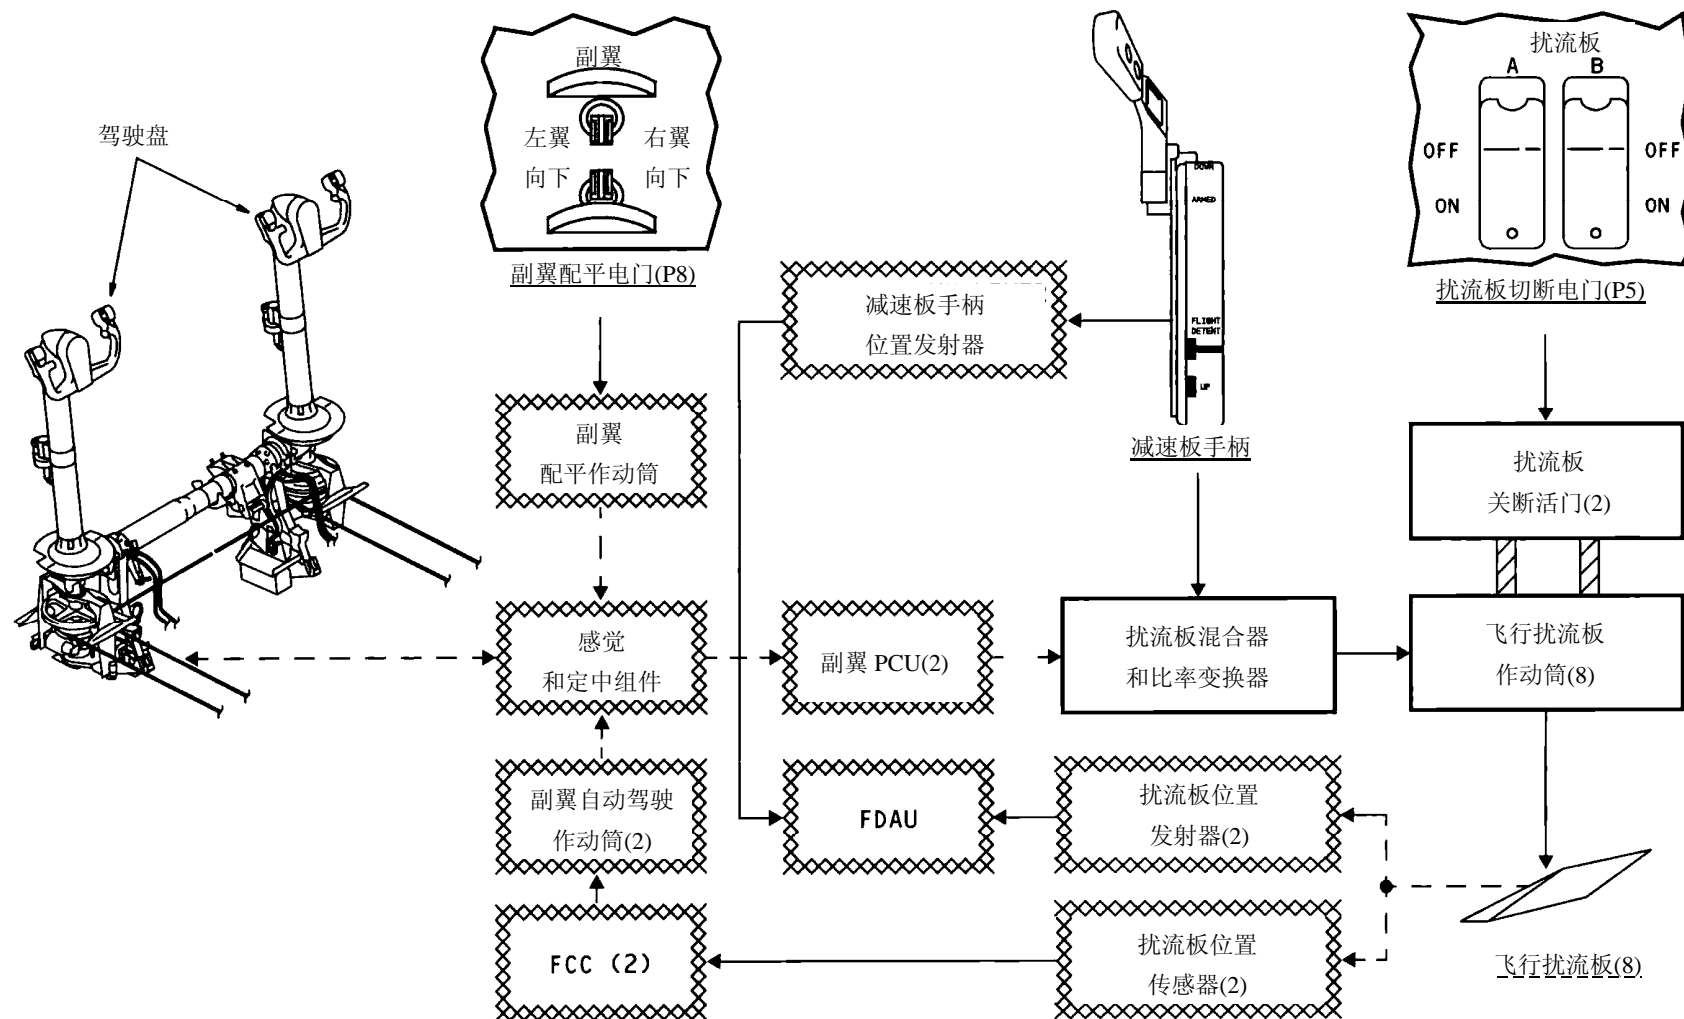 驾驶盘
副翼
左翼 右翼
向下 向下
副翼配平电门(P8)
扰流板
A B
OFF OFF
ON ON
扰流板切断电门(P5)
DOWN
ARMED
FLIGHT
DETENT
UP
减速板手柄
减速板手柄
位置发射器
副翼
配平作动筒
扰流板
关断活门(2)
感觉
和定中组件
副翼 PCU(2)
扰流板混合器
和比率变换器
飞行扰流板
作动筒(8)
副翼自动驾驶
作动筒(2)
FDAU
扰流板位置
发射器(2)
FCC (2)
扰流板位置
传感器(2)
飞行扰流板(8)